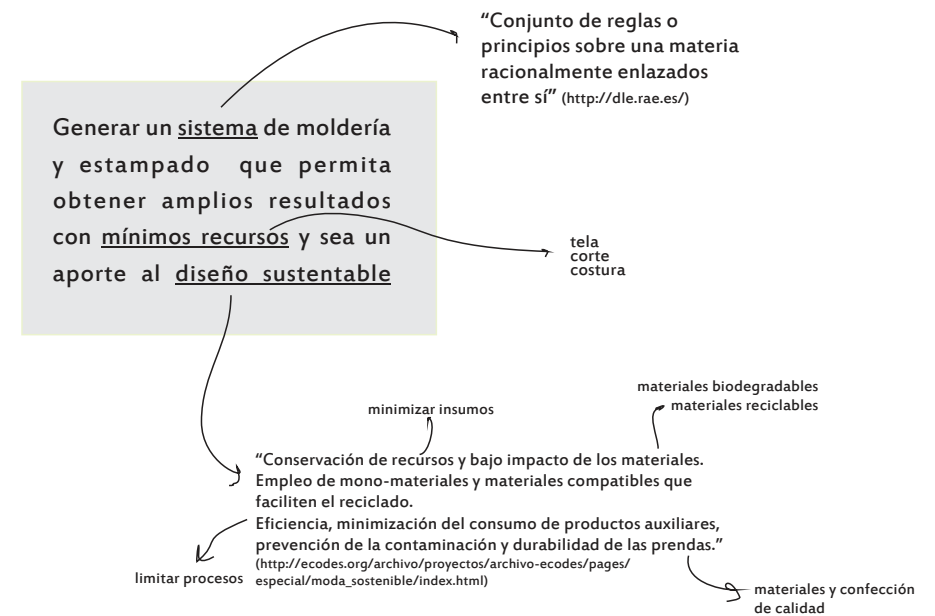 “Conjunto de reglas o
principios sobre una materia
racionalmente enlazados
entre sí” (http://dle.rae.es/)
Generar un sistema de moldería
y estampado que permita
obtener amplios resultados
con mínimos recursos y sea un
aporte al diseño sustentable
tela
corte
costura
materiales biodegradables
materiales reciclables
minimizar insumos
“Conservación de recursos y bajo impacto de los materiales.
Empleo de mono-materiales y materiales compatibles que
faciliten el reciclado.
Eficiencia, minimización del consumo de productos auxiliares,
prevención de la contaminación y durabilidad de las prendas.”
(http://ecodes.org/archivo/proyectos/archivo-ecodes/pages/
especial/moda_sostenible/index.html)
limitar procesos
materiales y confección
de calidad